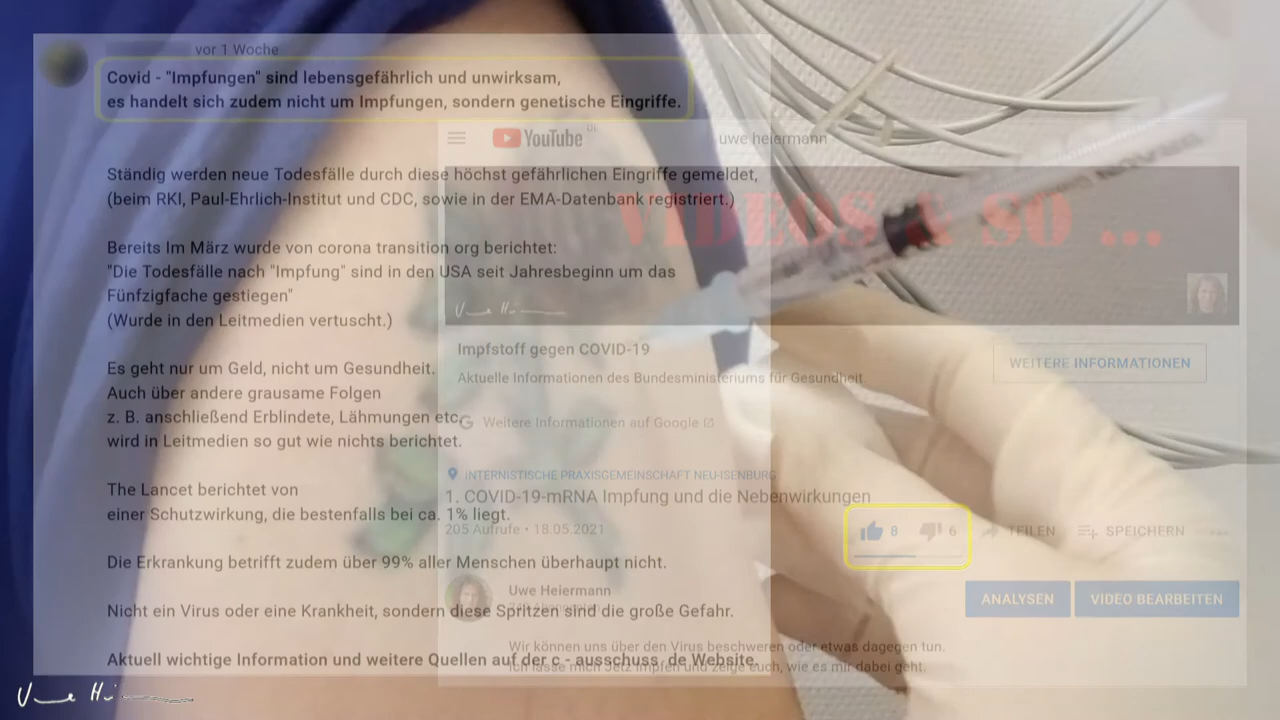 vor 1 Woche
Covid - "Impfungen" sind lebensgefährlich und unwirksam,
es handelt sich zudem nicht um Impfungen, sondern genetische Eingriffe.
Ständig werden neue Todesfälle durch diese höchst gefährlichen Eingriffe gemeldet,
(beim RKI, Paul-Ehrlich-Institut und CDC, sowie in der EMA-Datenbank registriert.)
Bereits Im März wurde von corona transition org berichtet:
"Die Todesfälle nach "Impfung" sind in den USA seit Jahresbeginn um das
Fünfzigfache gestiegen"
(Wurde in den Leitmedien vertuscht.)
Es geht nur um Geld, nicht um Gesundheit.
Auch über andere grausame Folgen
z. B. anschließend Erblindete, Lähmungen etc.
wird in Leitmedien so gut wie nichts berichtet.
The Lancet berichtet von
einer Schutzwirkung, die bestenfalls bei ca. 1% liegt.
Die Erkrankung betrifft zudem über 99% aller Menschen überhaupt nicht.
Nicht ein Virus oder eine Krankheit, sondern diese Spritzen sind die große Gefahr.
Aktuell wichtige Information und weitere Quellen auf der c - ausschuss de Website.
YouTube DE
uwe heiermann
VIDEOS & SO ...
Impfstoff gegen COVID-19
Aktuelle Informationen des Bundesministeriums für Gesundheit
WEITERE INFORMATIONEN
Weitere Informationen auf Google
INTERNISTISCHE PRAXISGEMEINSCHAFT NEU-ISENBURG
1. COVID-19-mRNA Impfung und die Nebenwirkungen
205 Aufrufe • 18.05.2021
8 6 TEILEN SPEICHERN
Uwe Heiermann
ANALYSEN VIDEO BEARBEITEN
Wir können uns über den Virus beschweren oder etwas dagegen tun.
Ich lasse mich Jetz Impfen und zeige euch, wie es mir dabei geht.